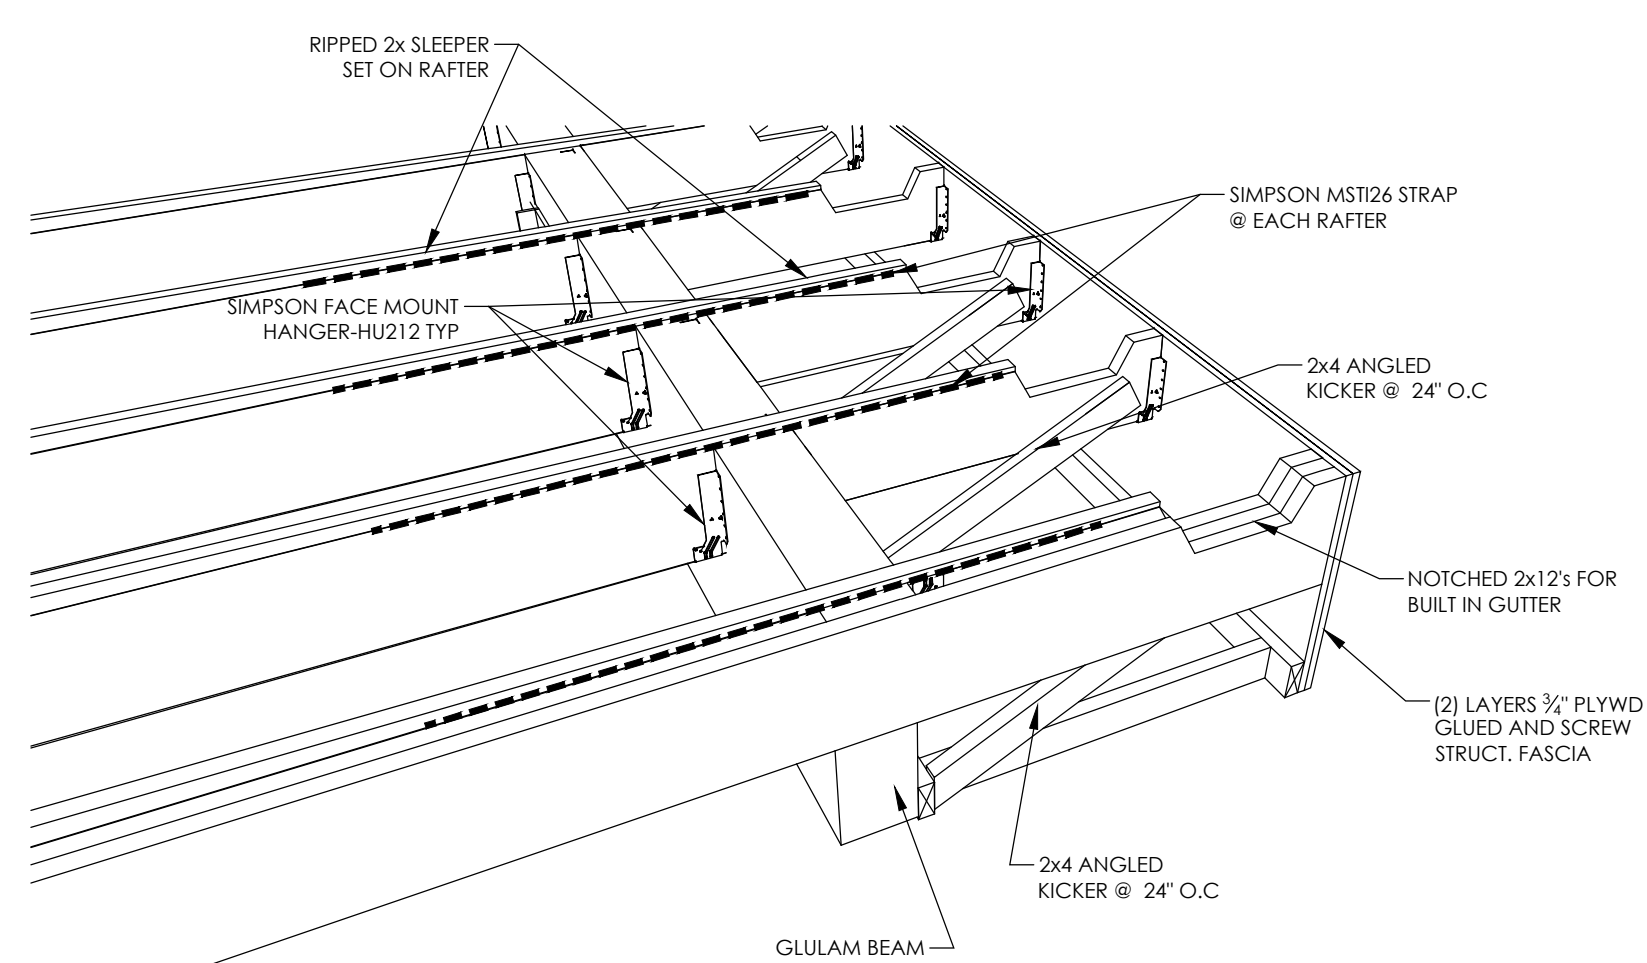 RIPPED 2x SLEEPER
SET ON RAFTER
SIMPSON MSTI26 STRAP
@ EACH RAFTER
SIMPSON FACE MOUNT
HANGER-HU212 TYP
2x4 ANGLED
KICKER @ 24" O.C
NOTCHED 2x12's FOR
BUILT IN GUTTER
(2) LAYERS ¾" PLYWD
GLUED AND SCREW
STRUCT. FASCIA
2x4 ANGLED
KICKER @ 24" O.C
GLULAM BEAM